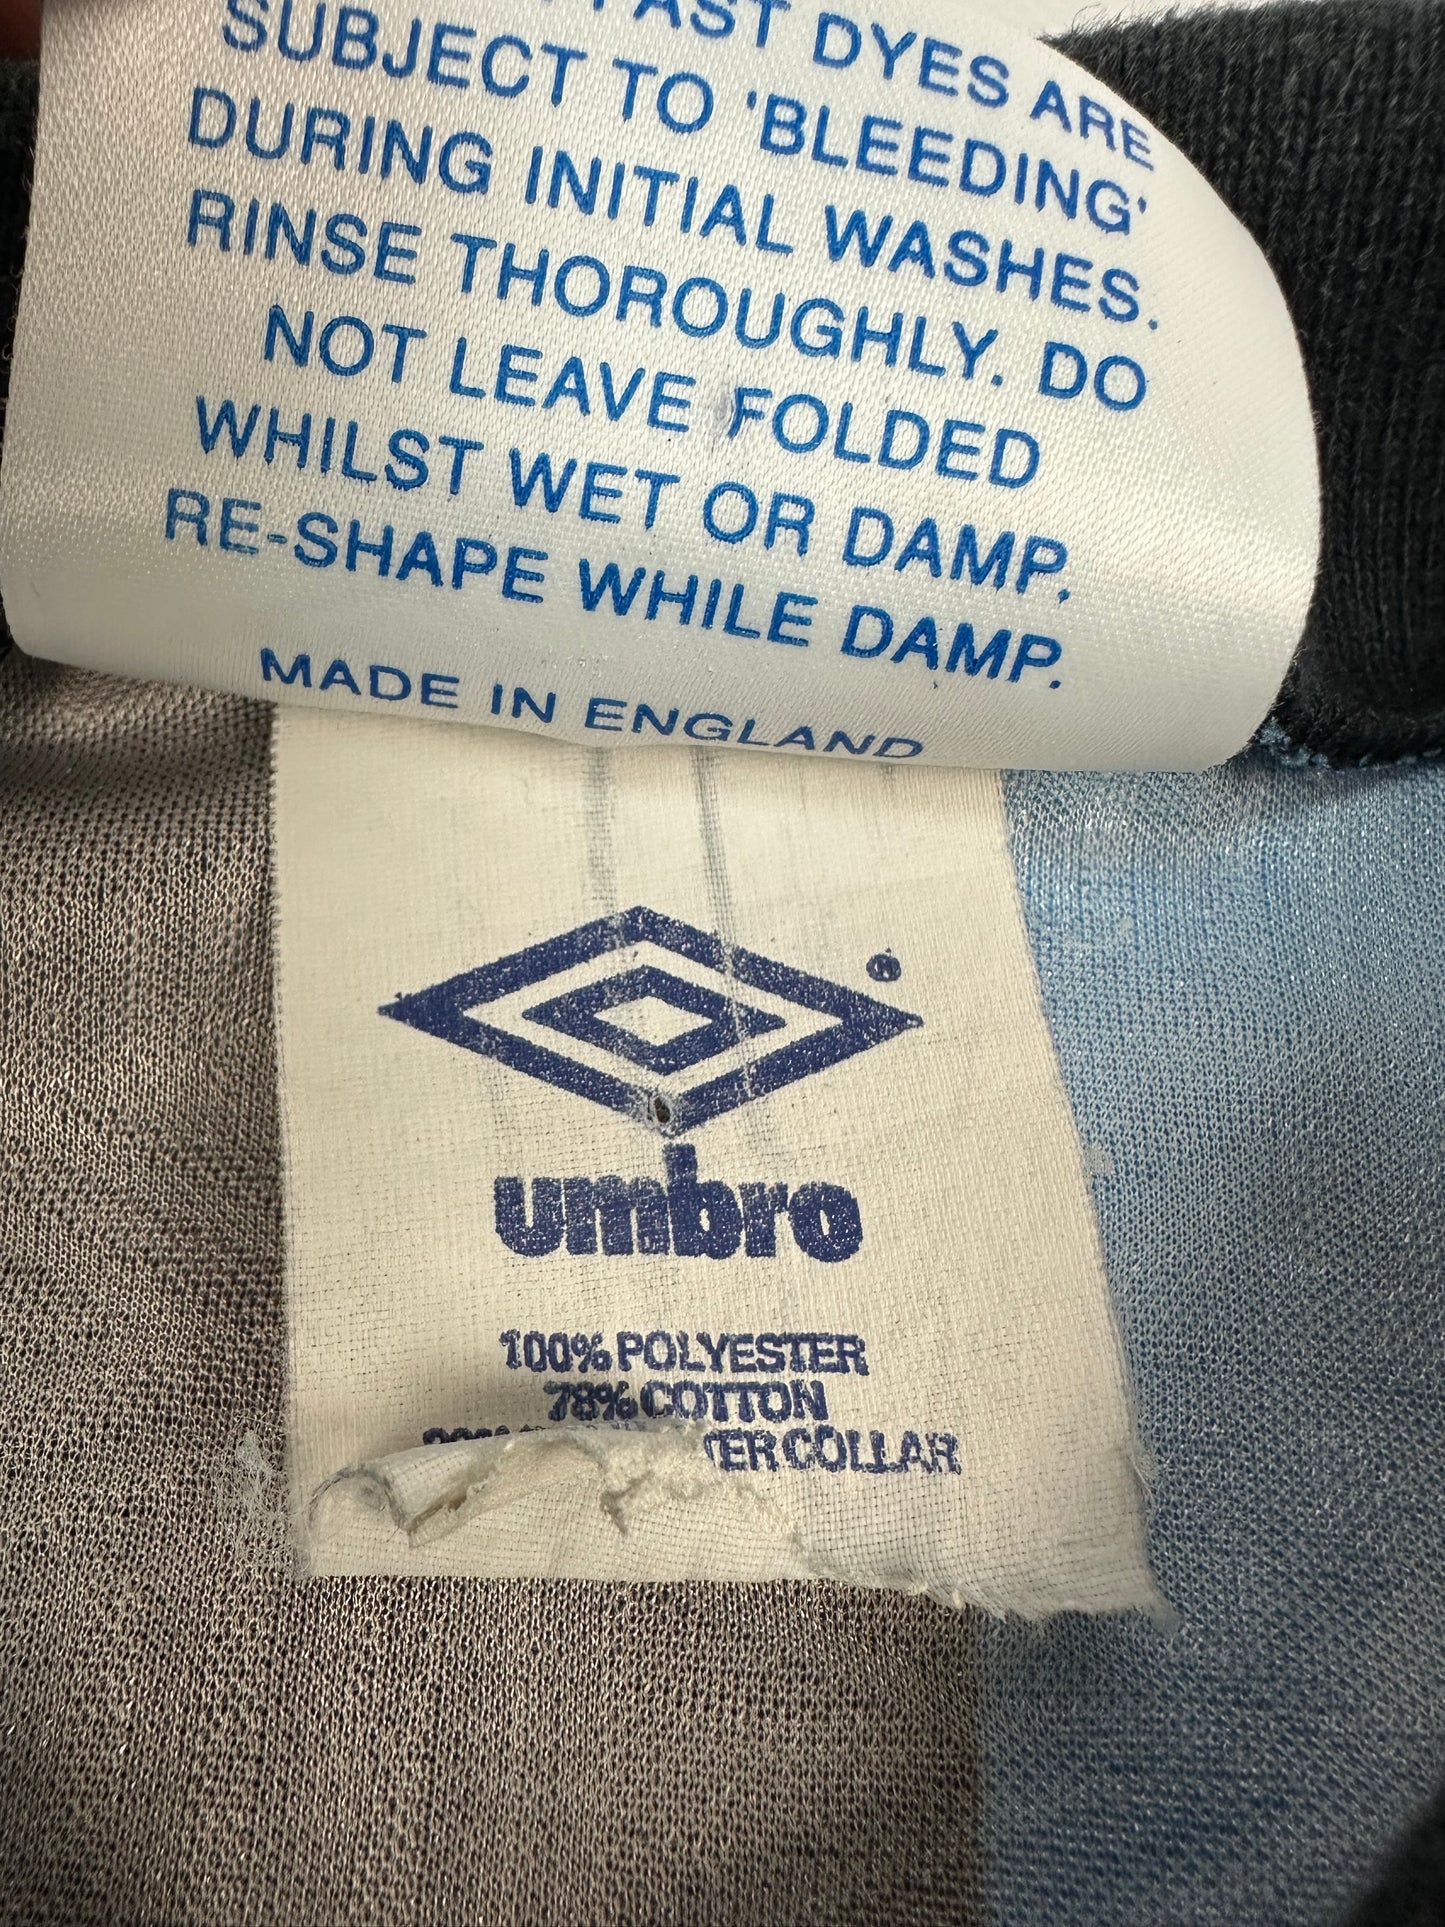 FAST DYES ARE
SUBJECT TO 'BLEEDING'
DURING INITIAL WASHES.
RINSE THOROUGHLY. DO
NOT LEAVE FOLDED
WHILST WET OR DAMP.
RE-SHAPE WHILE DAMP.
MADE IN ENGLAND
®
umbro
100% POLYESTER
78% COTTON
COLLAR